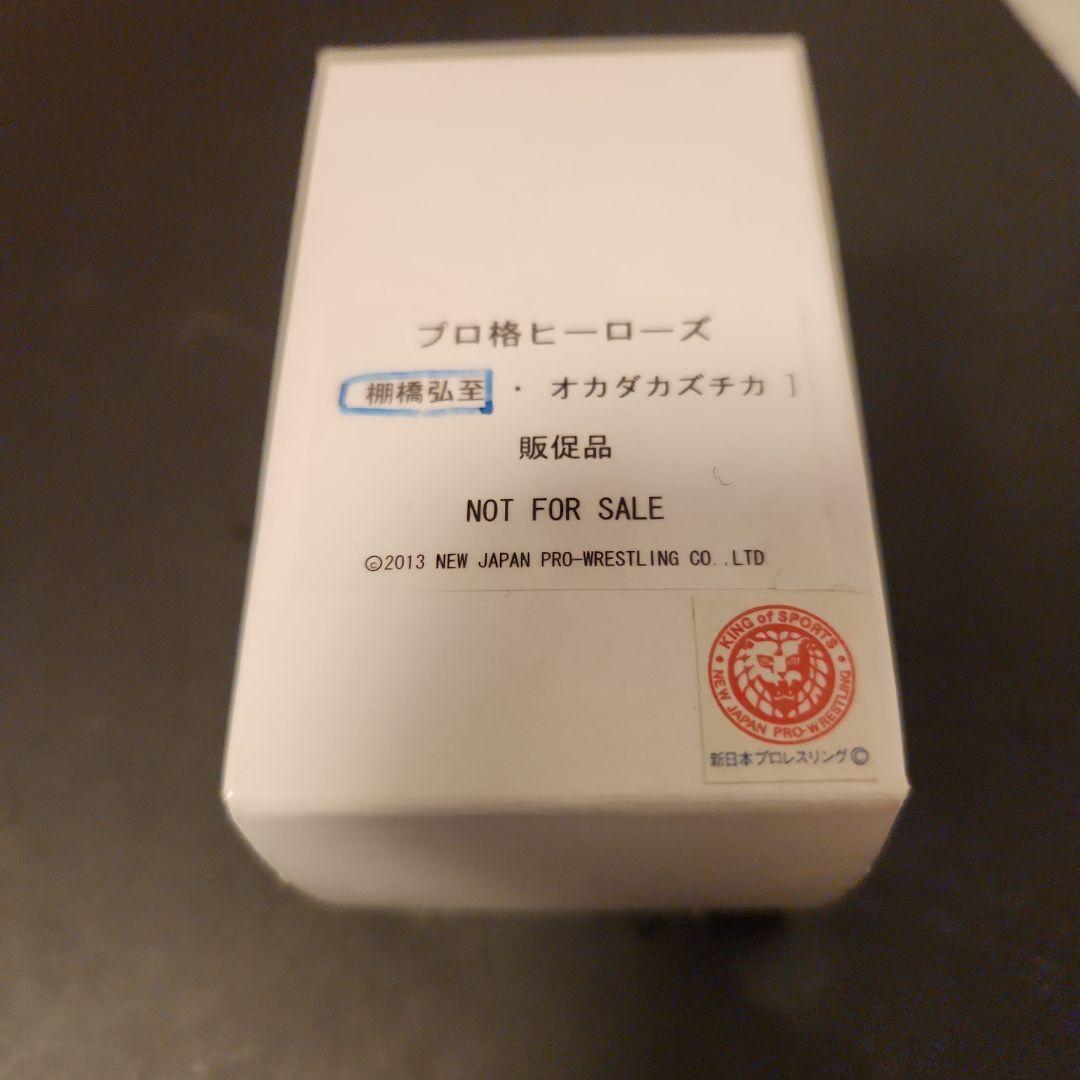 プロ格ヒーローズ
棚橋弘至 ・ オカダカズチカ ]
販促品
NOT FOR SALE
©2013 NEW JAPAN PRO-WRESTLING CO.,LTD
KING of SPORTS
NEW JAPAN PRO-WRESTLING
新日本プロレスリング©